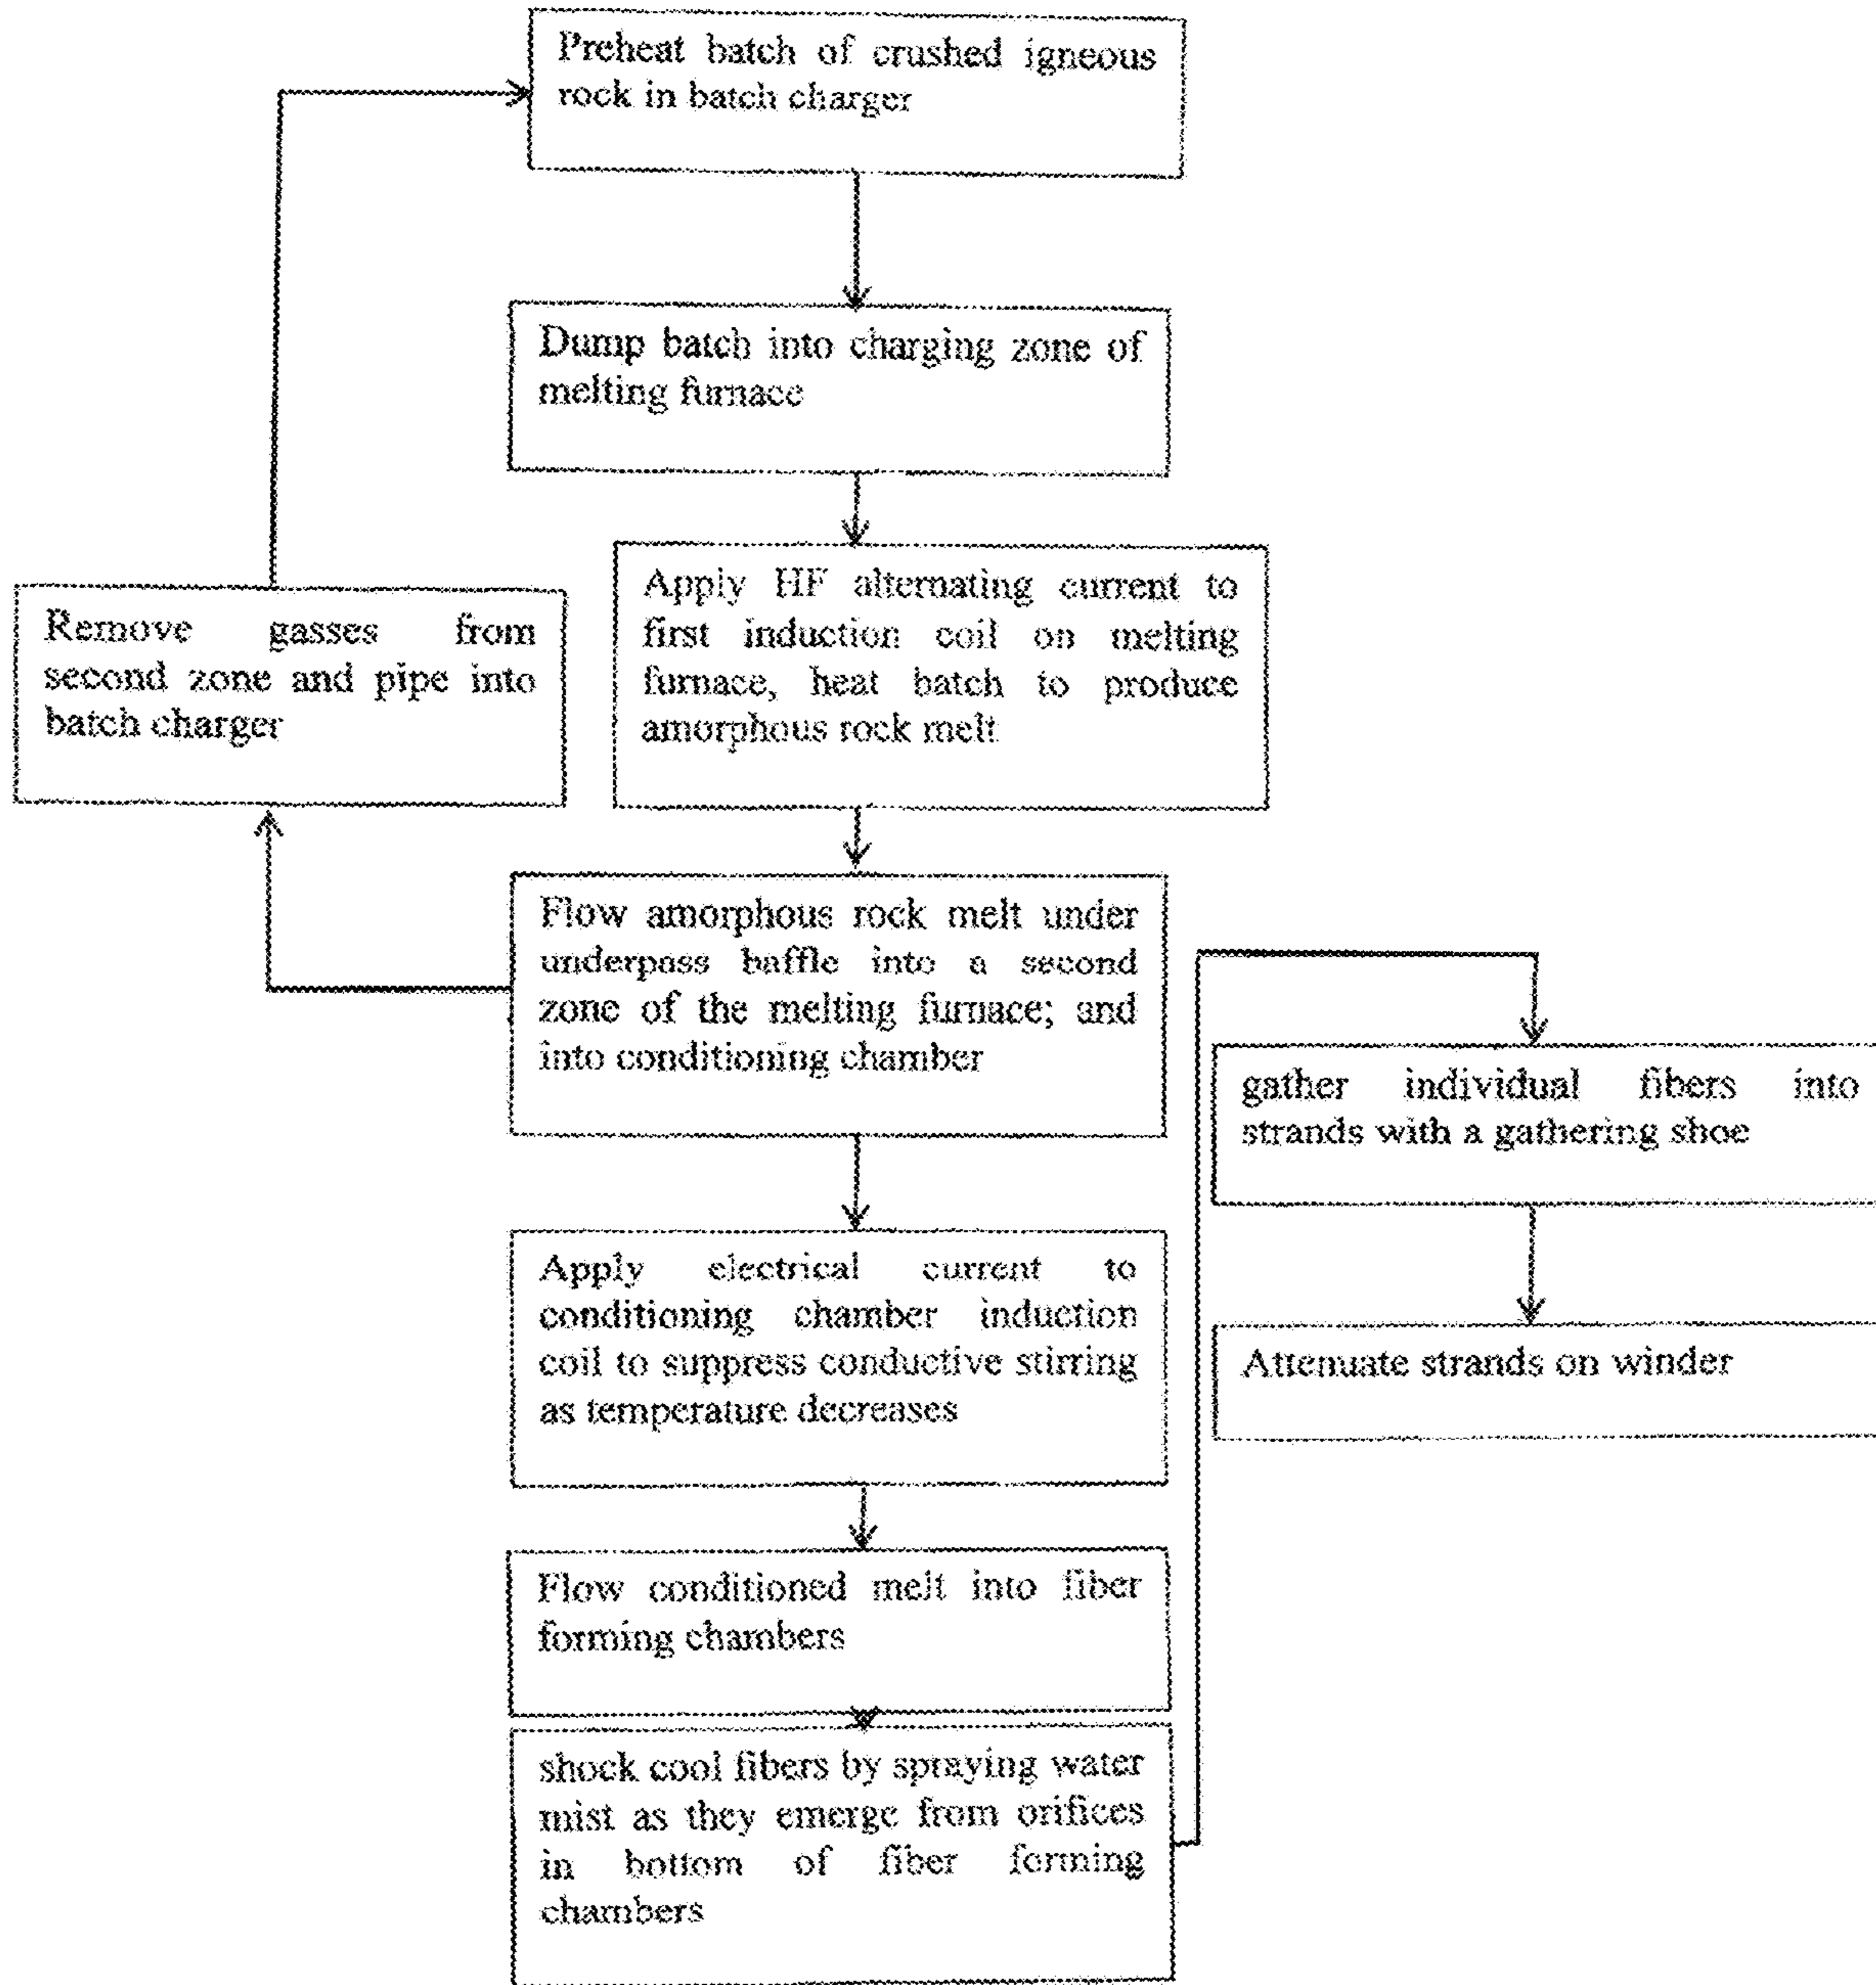 Preheat batch of crushed igneous
rock in batch charger
Dump batch into charging zone of
melting furnace
Apply HF alternating current to
first induction coil on melting
furnace, heat batch to produce
amorphous rock melt
Remove gasses from
second zone and pipe into
batch charger
Flow amorphous rock melt under
underpass baffle into a second
zone of the melting furnace; and
into conditioning chamber
Apply electrical current to
conditioning chamber induction
coil to suppress conductive stirring
as temperature decreases
Flow conditioned melt into fiber
forming chambers
shock cool fibers by spraying water
mist as they emerge from orifices
in bottom of fiber forming
chambers
gather individual fibers into
strands with a gathering shoe
Attenuate strands on winder